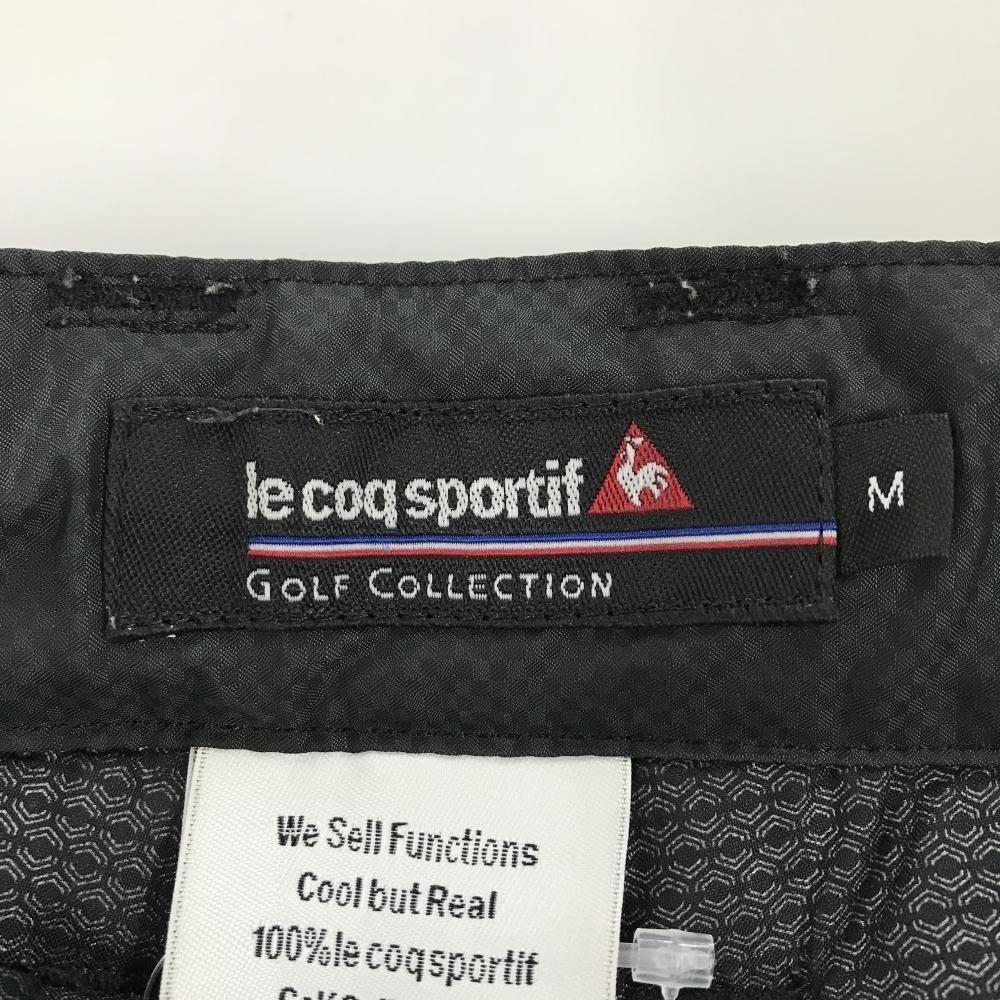 le coq sportif
M
GOLF COLLECTION
We Sell Functions
Cool but Real
100% le coq sportif